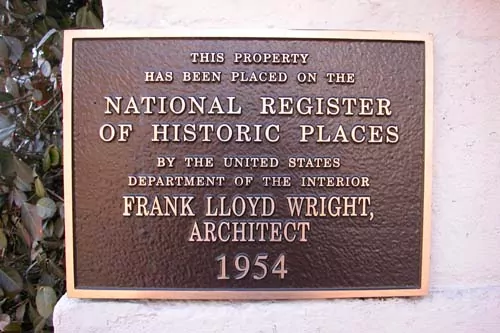 THIS PROPERTY
HAS BEEN PLACED ON THE
NATIONAL REGISTER
OF HISTORIC PLACES
BY THE UNITED STATES
DEPARTMENT OF THE INTERIOR
FRANK LLOYD WRIGHT,
ARCHITECT
1954